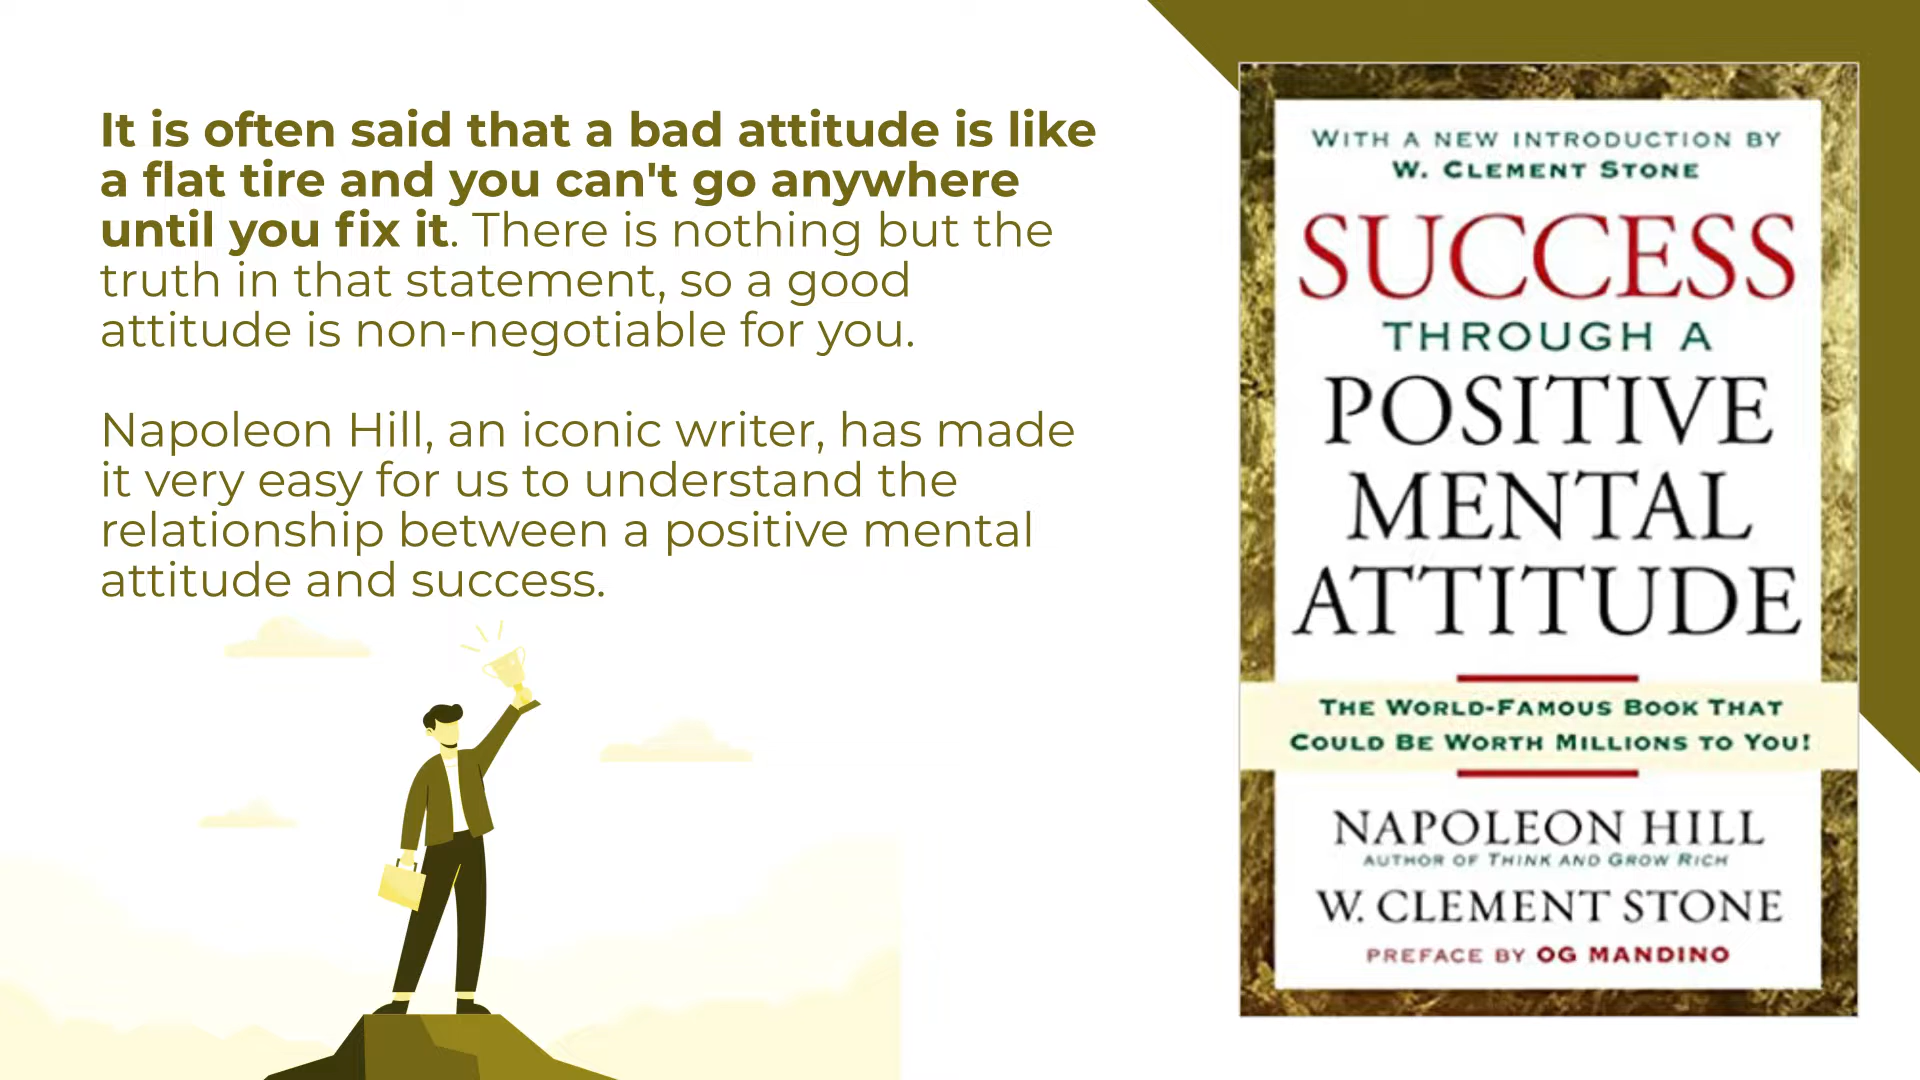 It is often said that a bad attitude is like
a flat tire and you can't go anywhere
until you fix it. There is nothing but the
truth in that statement, so a good
attitude is non-negotiable for you.
Napoleon Hill, an iconic writer, has made
it very easy for us to understand the
relationship between a positive mental
attitude and success.
WITH A NEW INTRODUCTION BY
W. CLEMENT STONE
SUCCESS
THROUGH A
POSITIVE
MENTAL
ATTITUDE
THE WORLD-FAMOUS BOOK THAT
COULD BE WORTH MILLIONS TO YOU!
NAPOLEON HILL
AUTHOR OF THINK AND GROW RICH
W. CLEMENT STONE
PREFACE BY OG MANDINO